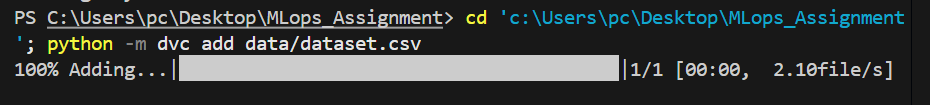 PS C:\Users\pc\Desktop\MLops_Assignment> cd 'c:\Users\pc\Desktop\MLops_Assignment
'; python -m dvc add data/dataset.csv
100% Adding...| |1/1 [00:00,  2.10file/s]